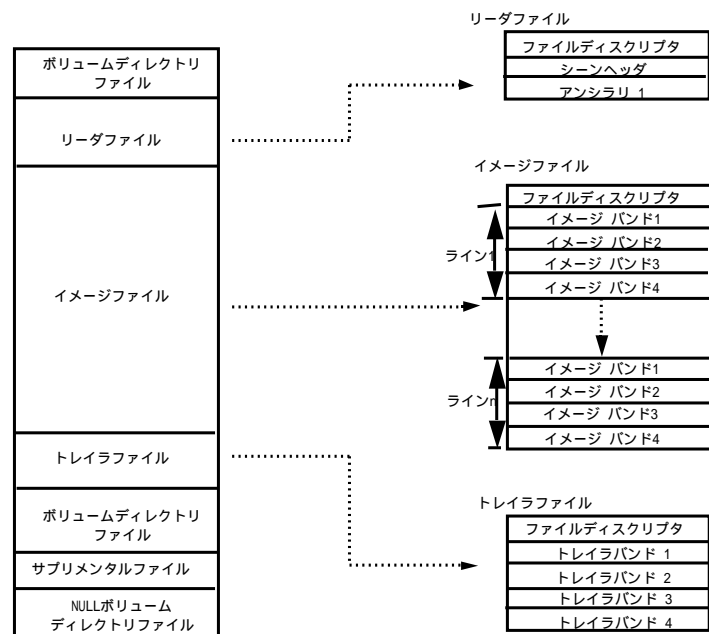 ボリュームディレクトリ
ファイル
リーダファイル
イメージファイル
トレイラファイル
ボリュームディレクトリ
ファイル
サプリメンタルファイル
NULLボリューム
ディレクトリファイル
リーダファイル
ファイルディスクリプタ
シーンヘッダ
アンシラリ 1
イメージファイル
ファイルディスクリプタ
イメージ バンド1
イメージ バンド2
イメージ バンド3
イメージ バンド4
ライン1
イメージ バンド1
イメージ バンド2
イメージ バンド3
イメージ バンド4
ラインn
トレイラファイル
ファイルディスクリプタ
トレイラバンド 1
トレイラバンド 2
トレイラバンド 3
トレイラバンド 4